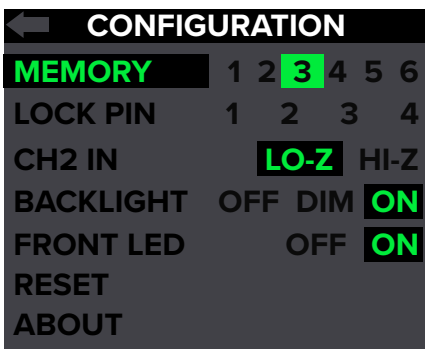 CONFIGURATION
MEMORY 1 2 3 4 5 6
LOCK PIN 1 2 3 4
CH2 IN LO-Z HI-Z
BACKLIGHT OFF DIM ON
FRONT LED OFF ON
RESET
ABOUT